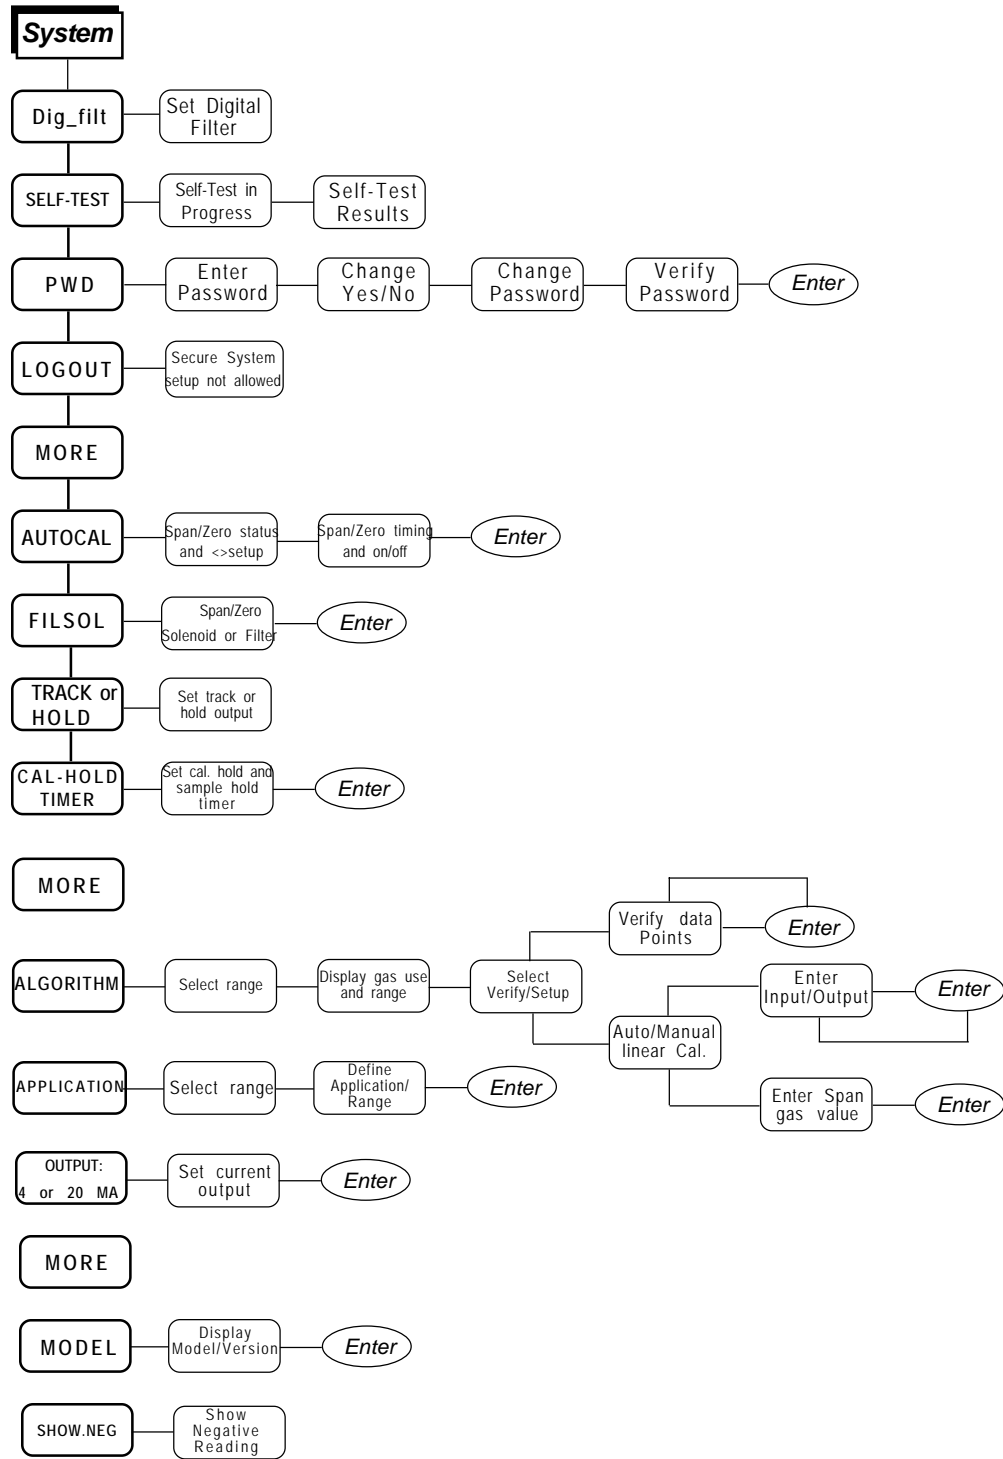 System
Dig_filt
Set Digital
Filter
SELF-TEST
Self-Test in
Progress
Self-Test
Results
PWD
Enter
Password
Change
Yes/No
Change
Password
Verify
Password
Enter
LOGOUT
Secure System
setup not allowed
MORE
AUTOCAL
Span/Zero status
and <>setup
Span/Zero timing
and on/off
Enter
FILSOL
Span/Zero
Solenoid or Filter
Enter
TRACK or
HOLD
Set track or
hold output
CAL-HOLD
TIMER
Set cal. hold and
sample hold
timer
Enter
MORE
Verify data
Points
Enter
ALGORITHM
Select range
Display gas use
and range
Select
Verify/Setup
Enter
Input/Output
Enter
Auto/Manual
linear Cal.
APPLICATION
Select range
Define
Application/
Range
Enter
Enter Span
gas value
Enter
OUTPUT:
4 or 20 MA
Set current
output
Enter
MORE
MODEL
Display
Model/Version
Enter
SHOW.NEG
Show
Negative
Reading